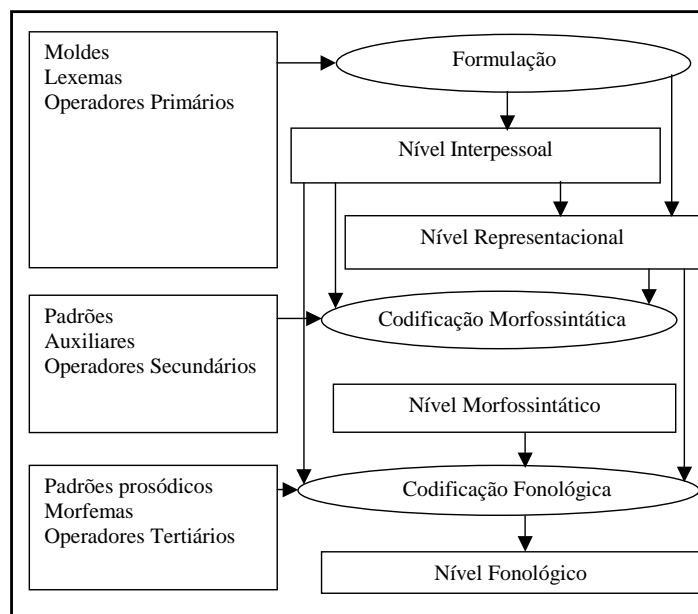 Moldes
Lexemas
Operadores Primários
Formulação
Nível Interpessoal
Nível Representacional
Padrões
Auxiliares
Operadores Secundários
Codificação Morfossintática
Nível Morfossintático
Padrões prosódicos
Morfemas
Operadores Tertiários
Codificação Fonológica
Nível Fonológico